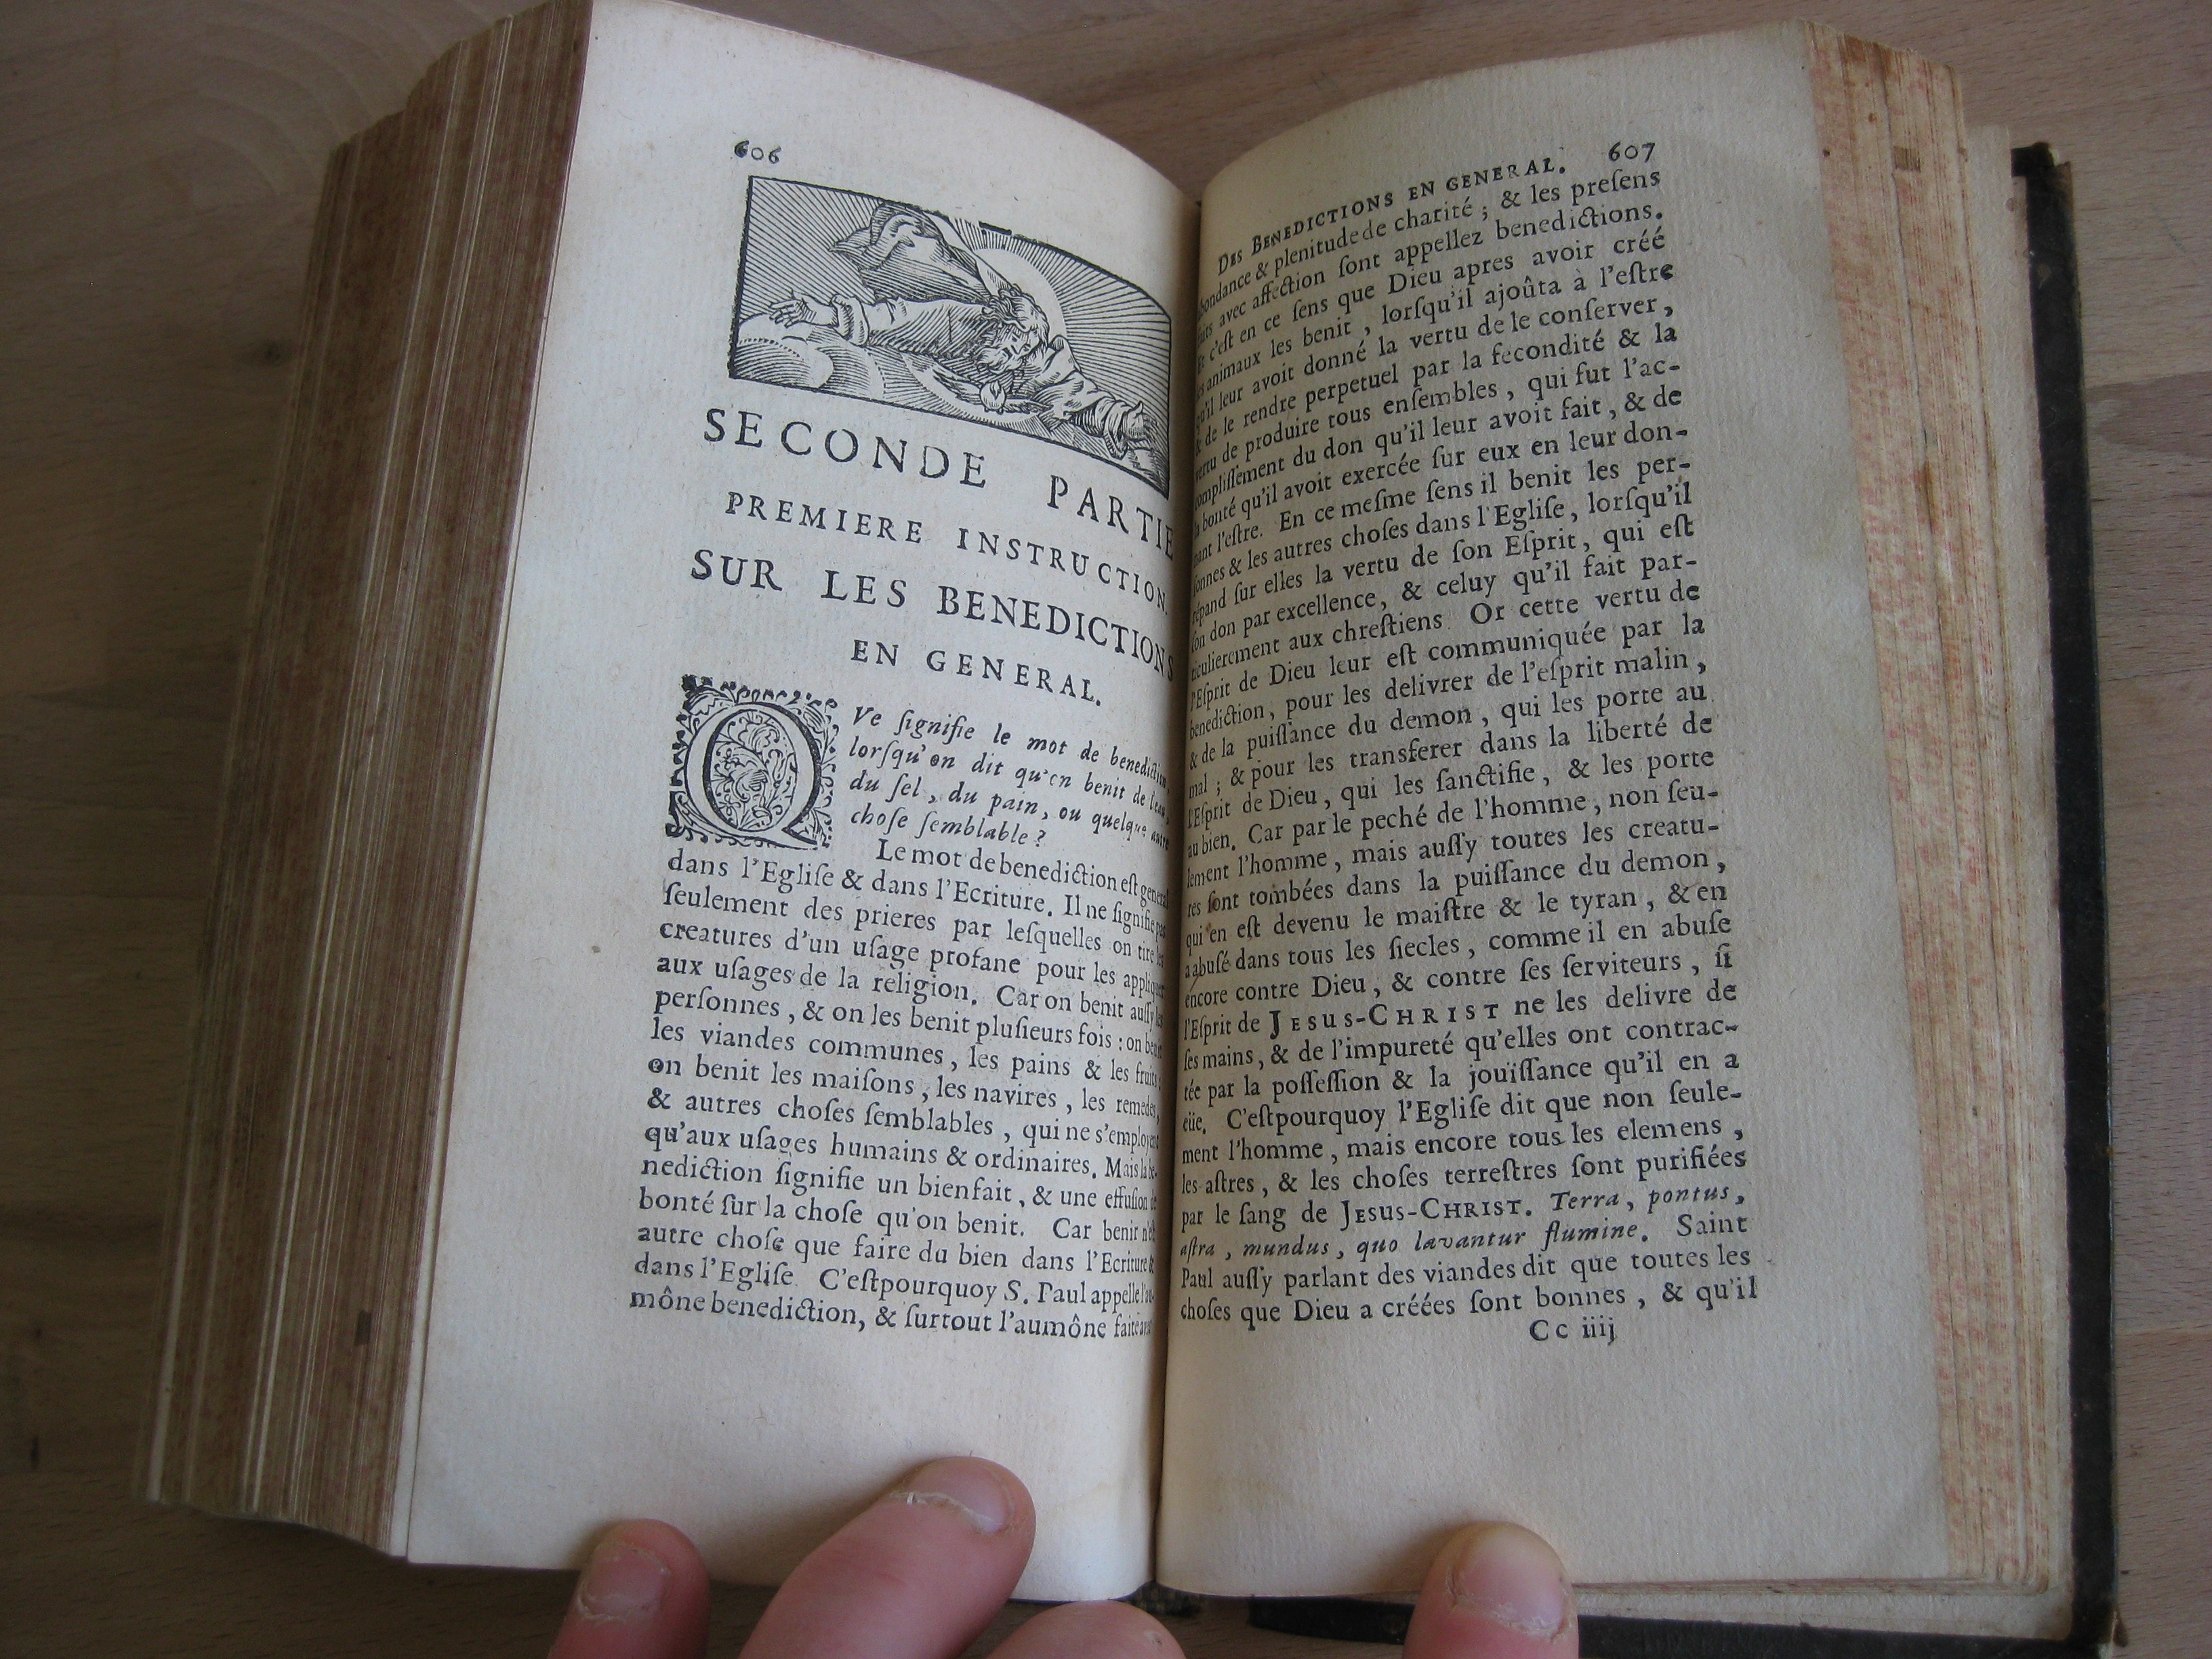 606
SECONDE PARTIE
PREMIERE INSTRUCTION.
SUR LES BENEDICTIONS
EN GENERAL.
QVe ſignifie le mot de benediction,
lorſqu'on dit qu'on benit de l'eau,
du ſel, du pain, ou quelque autre
choſe ſemblable ?
Le mot de benediction eſt general
dans l'Egliſe & dans l'Ecriture. Il ne ſignifie pas
ſeulement des prieres par leſquelles on tire les
creatures d'un uſage profane pour les appliquer
aux uſages de la religion. Car on benit auſſy les
perſonnes, & on les benit pluſieurs fois : on benit
les viandes communes, les pains & les fruits :
on benit les maiſons, les navires, les remedes,
& autres choſes ſemblables, qui ne s'employent
qu'aux uſages humains & ordinaires. Mais la be-
nediction ſignifie un bienfait, & une effuſion de
bonté ſur la choſe qu'on benit. Car benir n'eſt
autre choſe que faire du bien dans l'Ecriture &
dans l'Egliſe. C'eſtpourquoy S. Paul appelle l'au-
mône benediction, & ſurtout l'aumône faite avec
DES BENEDICTIONS EN GENERAL. 607
abondance & plenitude de charité ; & les preſens
faits avec affection ſont appellez benedictions.
c'eſt en ce ſens que Dieu apres avoir créé
les animaux les benit, lorſqu'il ajoûta à l'eſtre
qu'il leur avoit donné la vertu de le conſerver,
& de le rendre perpetuel par la fecondité & la
vertu de produire tous enſembles, qui fut l'ac-
compliſſement du don qu'il leur avoit fait, & de
la bonté qu'il avoit exercée ſur eux en leur don-
nant l'eſtre. En ce meſme ſens il benit les per-
ſonnes & les autres choſes dans l'Egliſe, lorſqu'il
répand ſur elles la vertu de ſon Eſprit, qui eſt
ſon don par excellence, & celuy qu'il fait par-
ticulierement aux chreſtiens. Or cette vertu de
l'Eſprit de Dieu leur eſt communiquée par la
benediction, pour les delivrer de l'eſprit malin,
& de la puiſſance du demon, qui les porte au
mal ; & pour les transferer dans la liberté de
l'Eſprit de Dieu, qui les ſanctifie, & les porte
au bien. Car par le peché de l'homme, non ſeu-
lement l'homme, mais auſſy toutes les creatu-
res ſont tombées dans la puiſſance du demon,
qui en eſt devenu le maiſtre & le tyran, & en
a abuſé dans tous les ſiecles, comme il en abuſe
encore contre Dieu, & contre ſes ſerviteurs, ſi
l'Eſprit de JESUS-CHRIST ne les delivre de
ſes mains, & de l'impureté qu'elles ont contrac-
tée par la poſſeſſion & la jouïſſance qu'il en a
eüe. C'eſtpourquoy l'Egliſe dit que non ſeule-
ment l'homme, mais encore tous les elemens,
les aſtres, & les choſes terreſtres ſont purifiées
par le ſang de JESUS-CHRIST. Terra, pontus,
aſtra, mundus, quo lavantur flumine. Saint
Paul auſſy parlant des viandes dit que toutes les
choſes que Dieu a créées ſont bonnes, & qu'il
Cc iiij